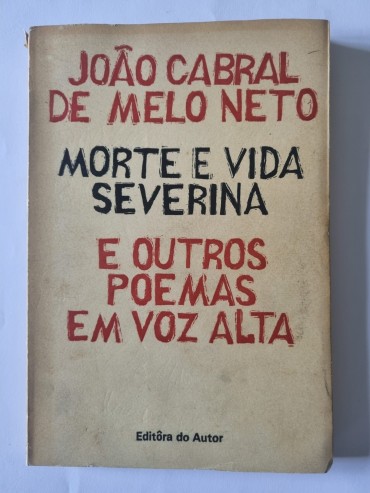 JOÃO CABRAL
DE MELO NETO
MORTE E VIDA
SEVERINA
E OUTROS
POEMAS
EM VOZ ALTA
Editôra do Autor